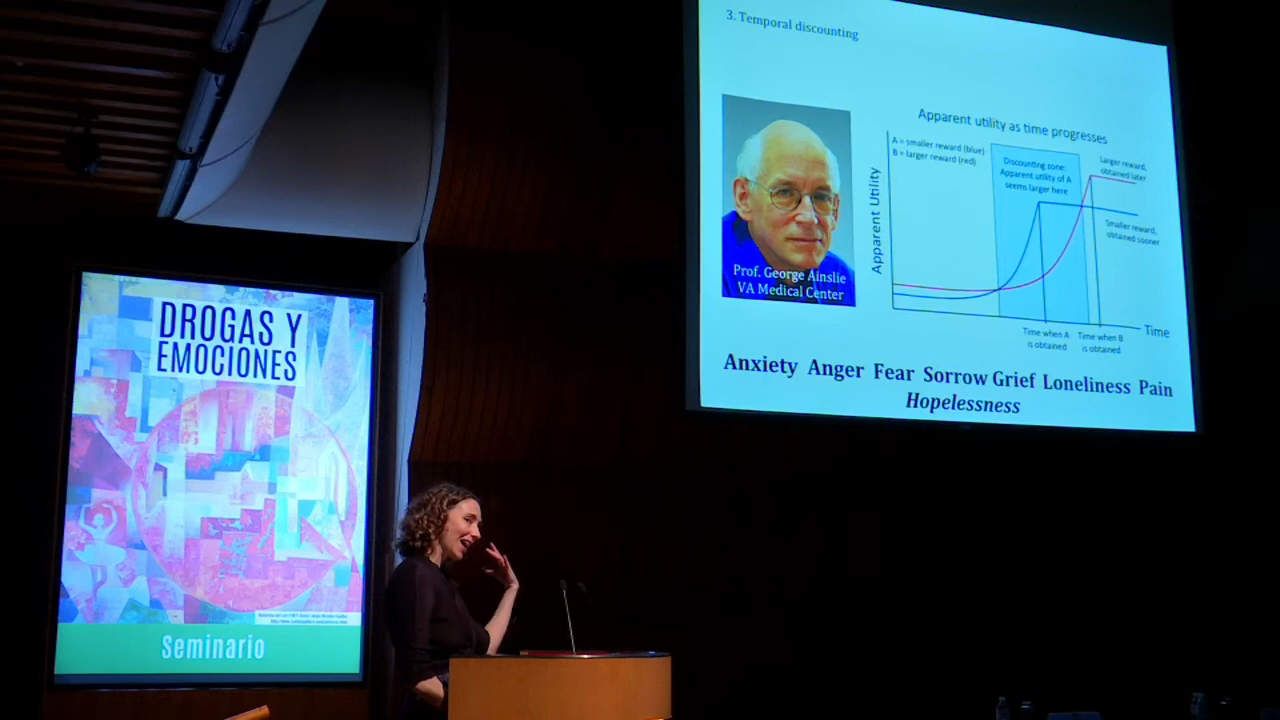 3. Temporal discounting
Apparent utility as time progresses
A = smaller reward (blue)
B = larger reward (red)
Discounting zone:
Apparent utility of A
seems larger here
Larger reward,
obtained later
Smaller reward,
obtained sooner
Apparent Utility
Time
Time when A
is obtained
Time when B
is obtained
Prof. George Ainslie
VA Medical Center
Anxiety Anger Fear Sorrow Grief Loneliness Pain
Hopelessness
DROGAS Y
EMOCIONES
Seminario